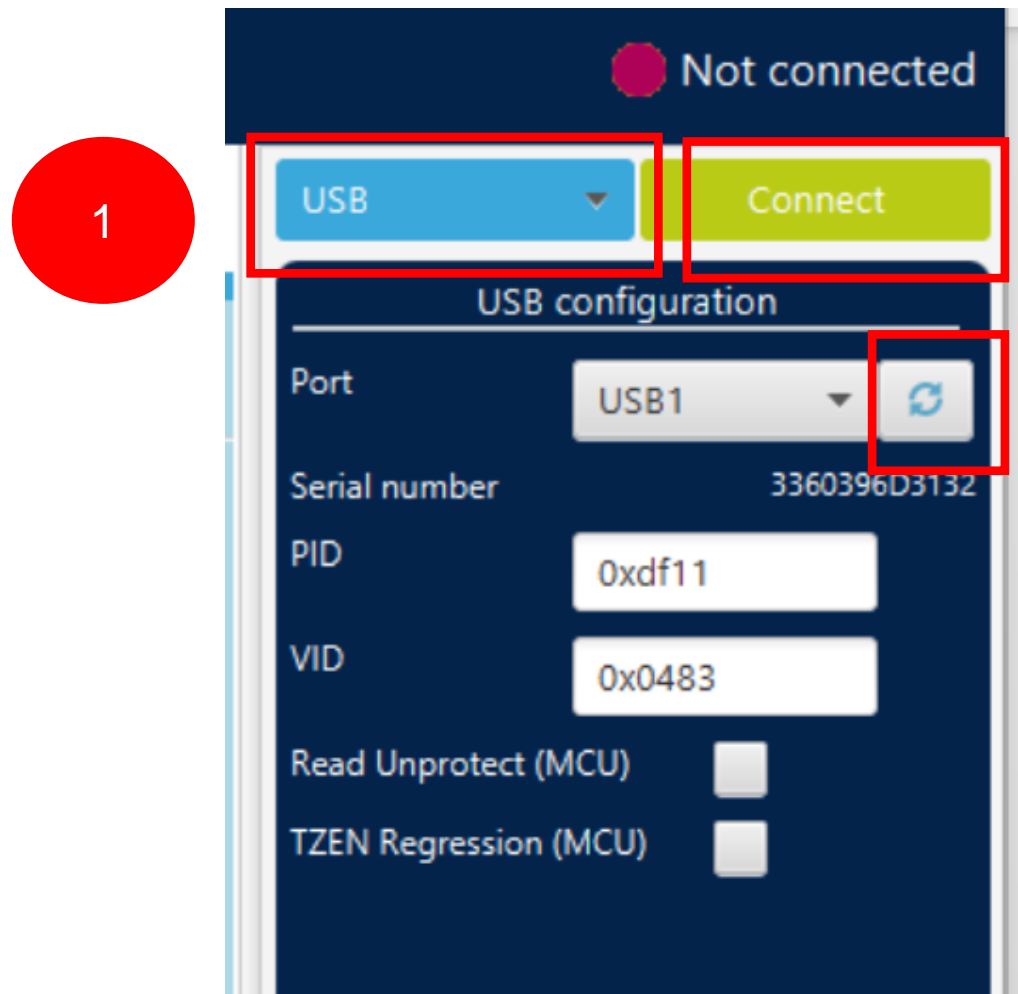 Not connected
1
USB
Connect
USB configuration
Port
USB1
Serial number
3360396D3132
PID
0xdf11
VID
0x0483
Read Unprotect (MCU)
TZEN Regression (MCU)